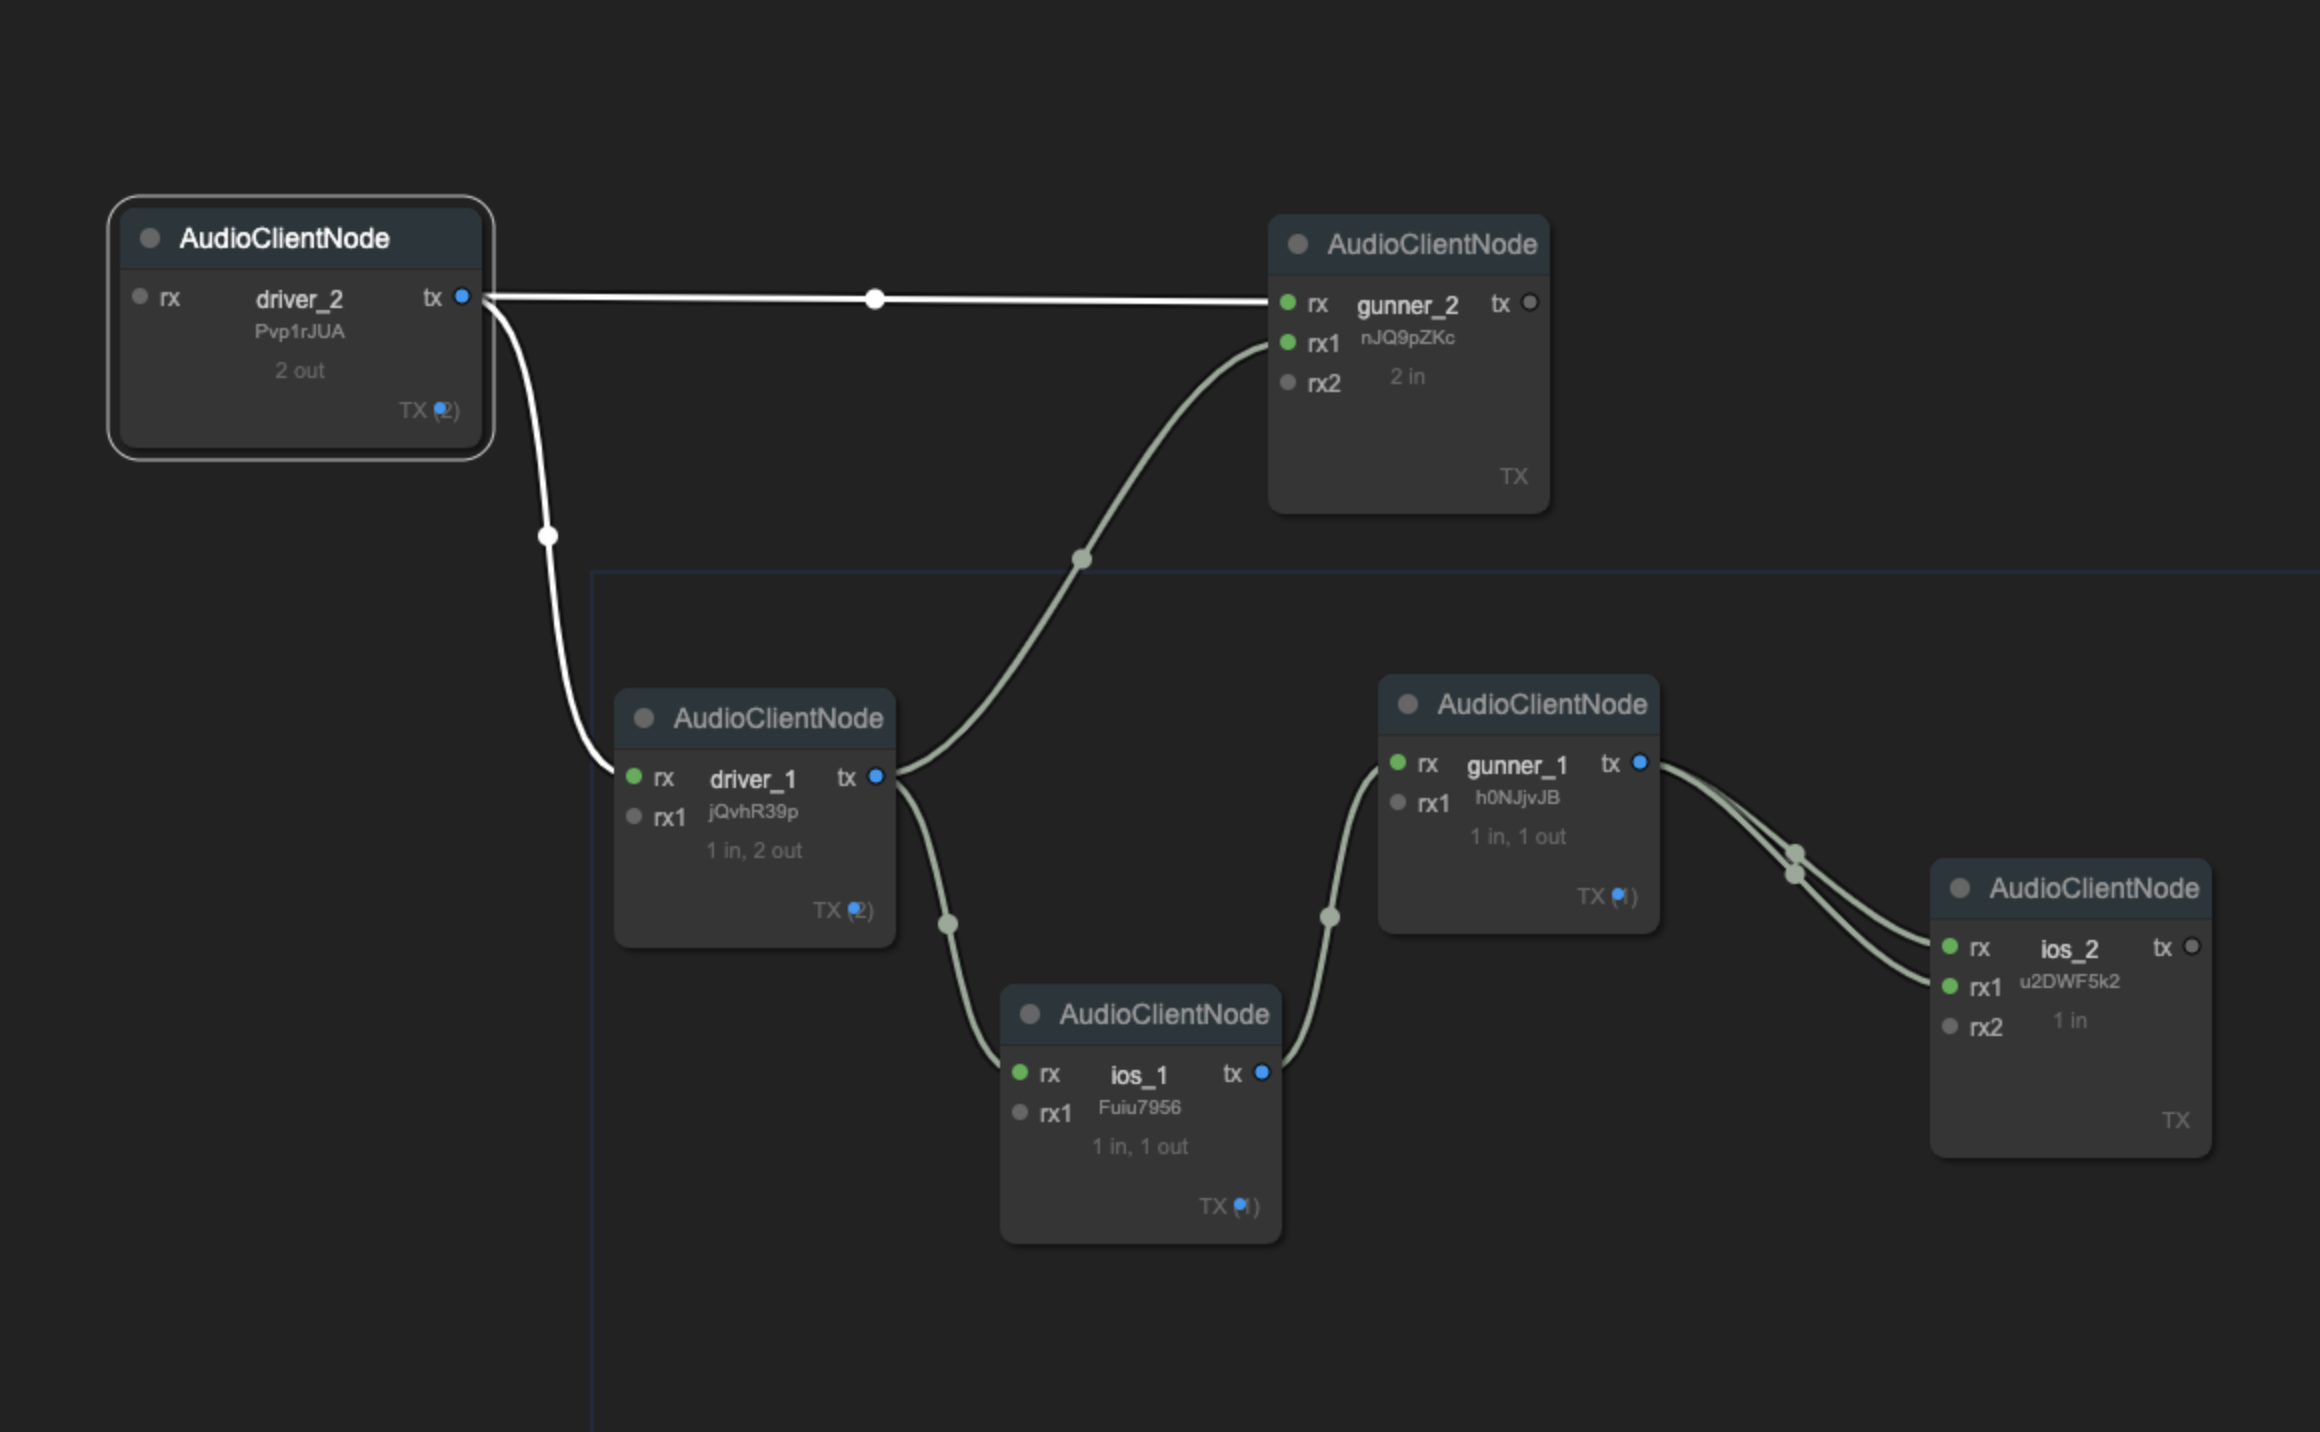 AudioClientNode
rx driver_2 tx
Pvp1rJUA
2 out
TX (2)
AudioClientNode
rx gunner_2 tx
rx1 nJQ9pZKc
rx2 2 in
TX
AudioClientNode
rx driver_1 tx
rx1 jQvhR39p
1 in, 2 out
TX (2)
AudioClientNode
rx gunner_1 tx
rx1 h0NJjvJB
1 in, 1 out
TX (1)
AudioClientNode
rx ios_2 tx
rx1 u2DWF5k2
rx2 1 in
TX
AudioClientNode
rx ios_1 tx
rx1 Fuiu7956
1 in, 1 out
TX (1)